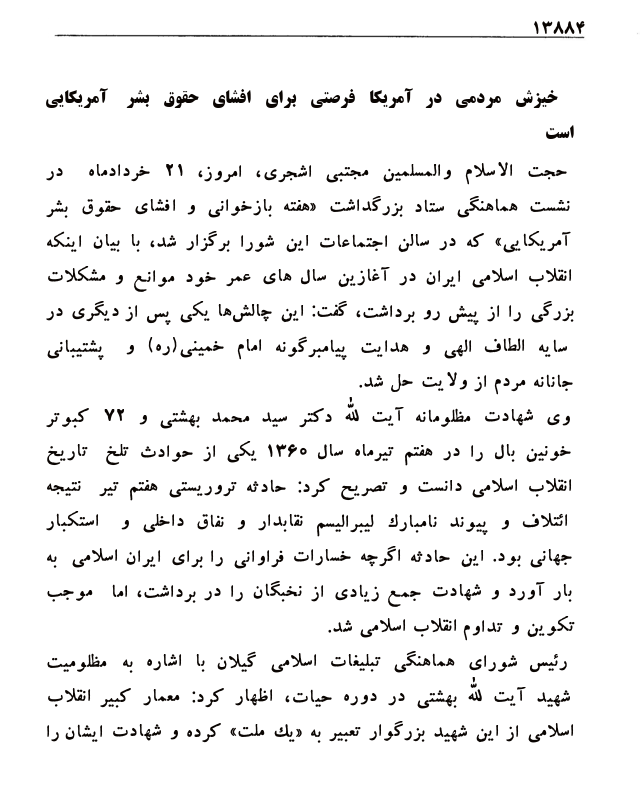 ۱۳۸۸۴
خیزش مردمی در آمریکا فرصتی برای افشای حقوق بشر آمریکایی
است
حجت الاسلام والمسلمین مجتبی اشجری، امروز، ۲۱ خردادماه در
نشست هماهنگی ستاد بزرگداشت «هفته بازخوانی و افشای حقوق بشر
آمریکایی» که در سالن اجتماعات این شورا برگزار شد، با بیان اینکه
انقلاب اسلامی ایران در آغازین سال های عمر خود موانع و مشکلات
بزرگی را از پیش رو برداشت، گفت: این چالش‌ها یکی پس از دیگری در
سایه الطاف الهی و هدایت پیامبرگونه امام خمینی(ره) و پشتیبانی
جانانه مردم از ولایت حل شد.
وی شهادت مظلومانه آیت لله دکتر سید محمد بهشتی و ۷۲ کبوتر
خونین بال را در هفتم تیرماه سال ۱۳۶۰ یکی از حوادث تلخ تاریخ
انقلاب اسلامی دانست و تصریح کرد: حادثه تروریستی هفتم تیر نتیجه
ائتلاف و پیوند نامبارك لیبرالیسم نقابدار و نفاق داخلی و استکبار
جهانی بود. این حادثه اگرچه خسارات فراوانی را برای ایران اسلامی به
بار آورد و شهادت جمع زیادی از نخبگان را در برداشت، اما موجب
تکوین و تداوم انقلاب اسلامی شد.
رئیس شورای هماهنگی تبلیغات اسلامی گیلان با اشاره به مظلومیت
شهید آیت لله بهشتی در دوره حیات، اظهار کرد: معمار کبیر انقلاب
اسلامی از این شهید بزرگوار تعبیر به «یك ملت» کرده و شهادت ایشان را